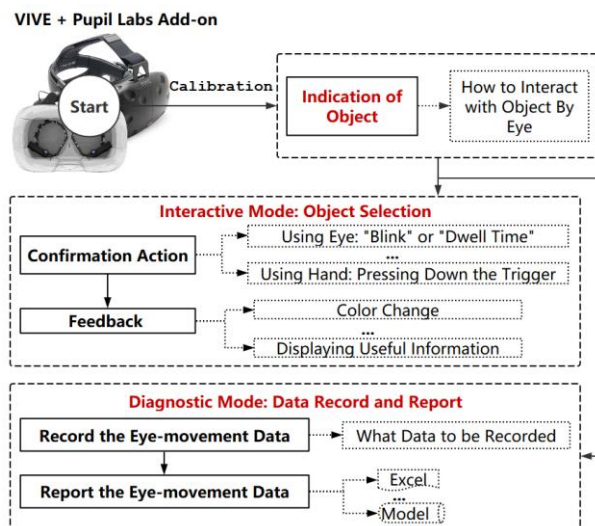 VIVE + Pupil Labs Add-on
Start
Calibration
Indication of
Object
How to Interact
with Object By
Eye
Interactive Mode: Object Selection
Confirmation Action
Using Eye: "Blink" or "Dwell Time"
...
Using Hand: Pressing Down the Trigger
Feedback
Color Change
...
Displaying Useful Information
Diagnostic Mode: Data Record and Report
Record the Eye-movement Data
What Data to be Recorded
Report the Eye-movement Data
Excel
...
Model